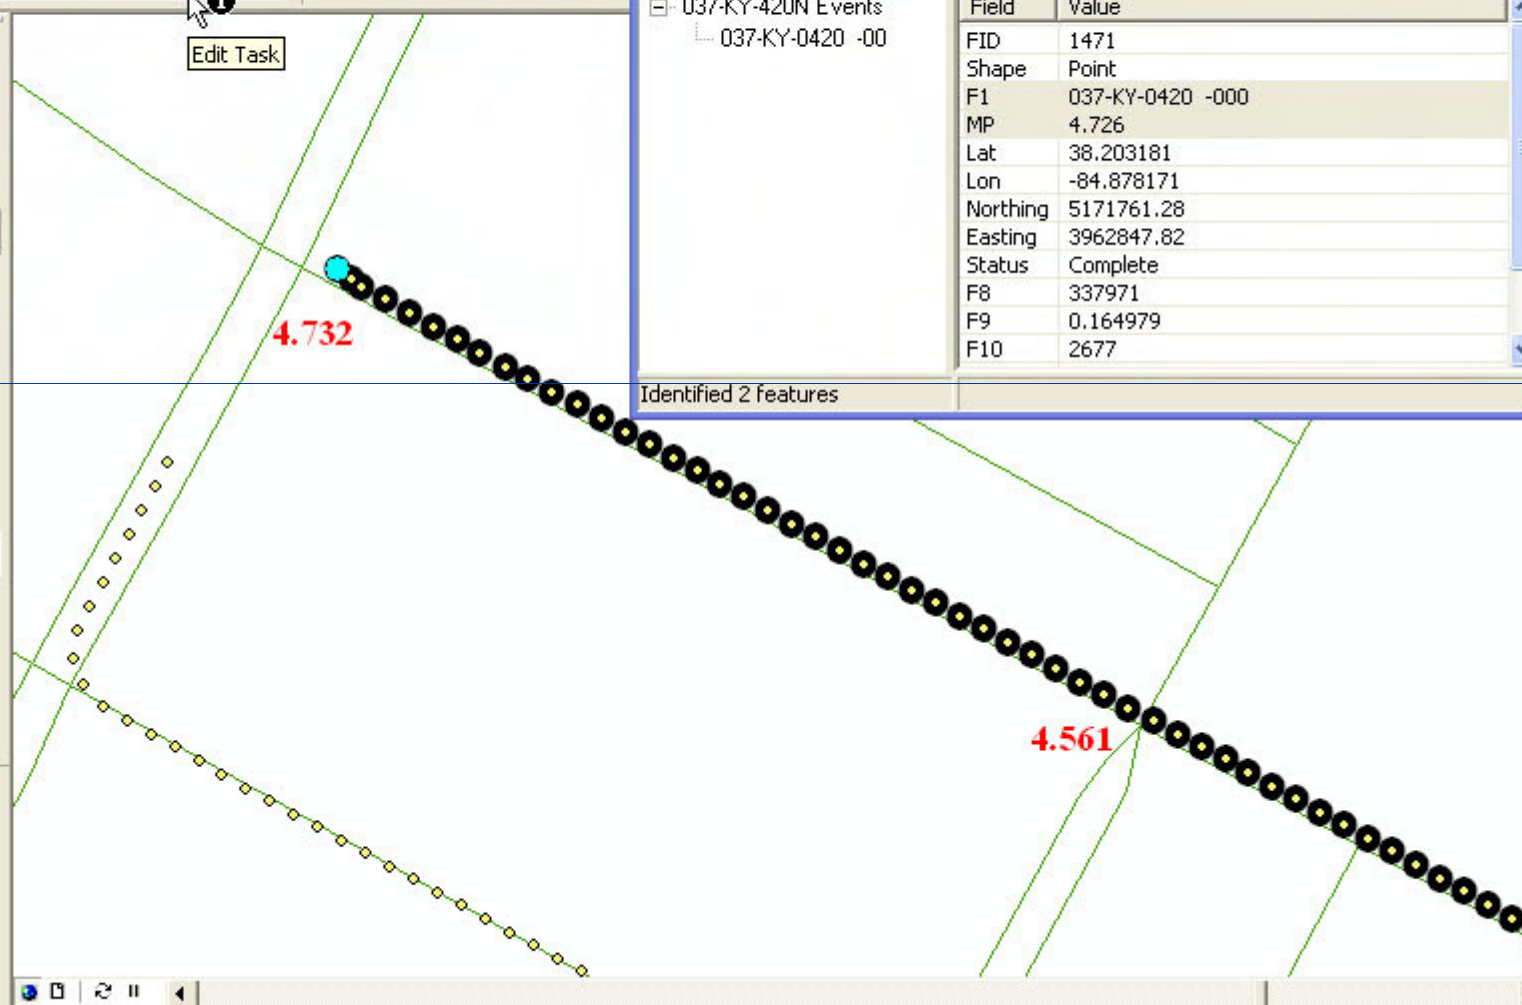 037-KY-420N Events
037-KY-0420 -00
Edit Task
Field Value
FID 1471
Shape Point
F1 037-KY-0420 -000
MP 4.726
Lat 38.203181
Lon -84.878171
Northing 5171761.28
Easting 3962847.82
Status Complete
F8 337971
F9 0.164979
F10 2677
Identified 2 features
4.732
4.561